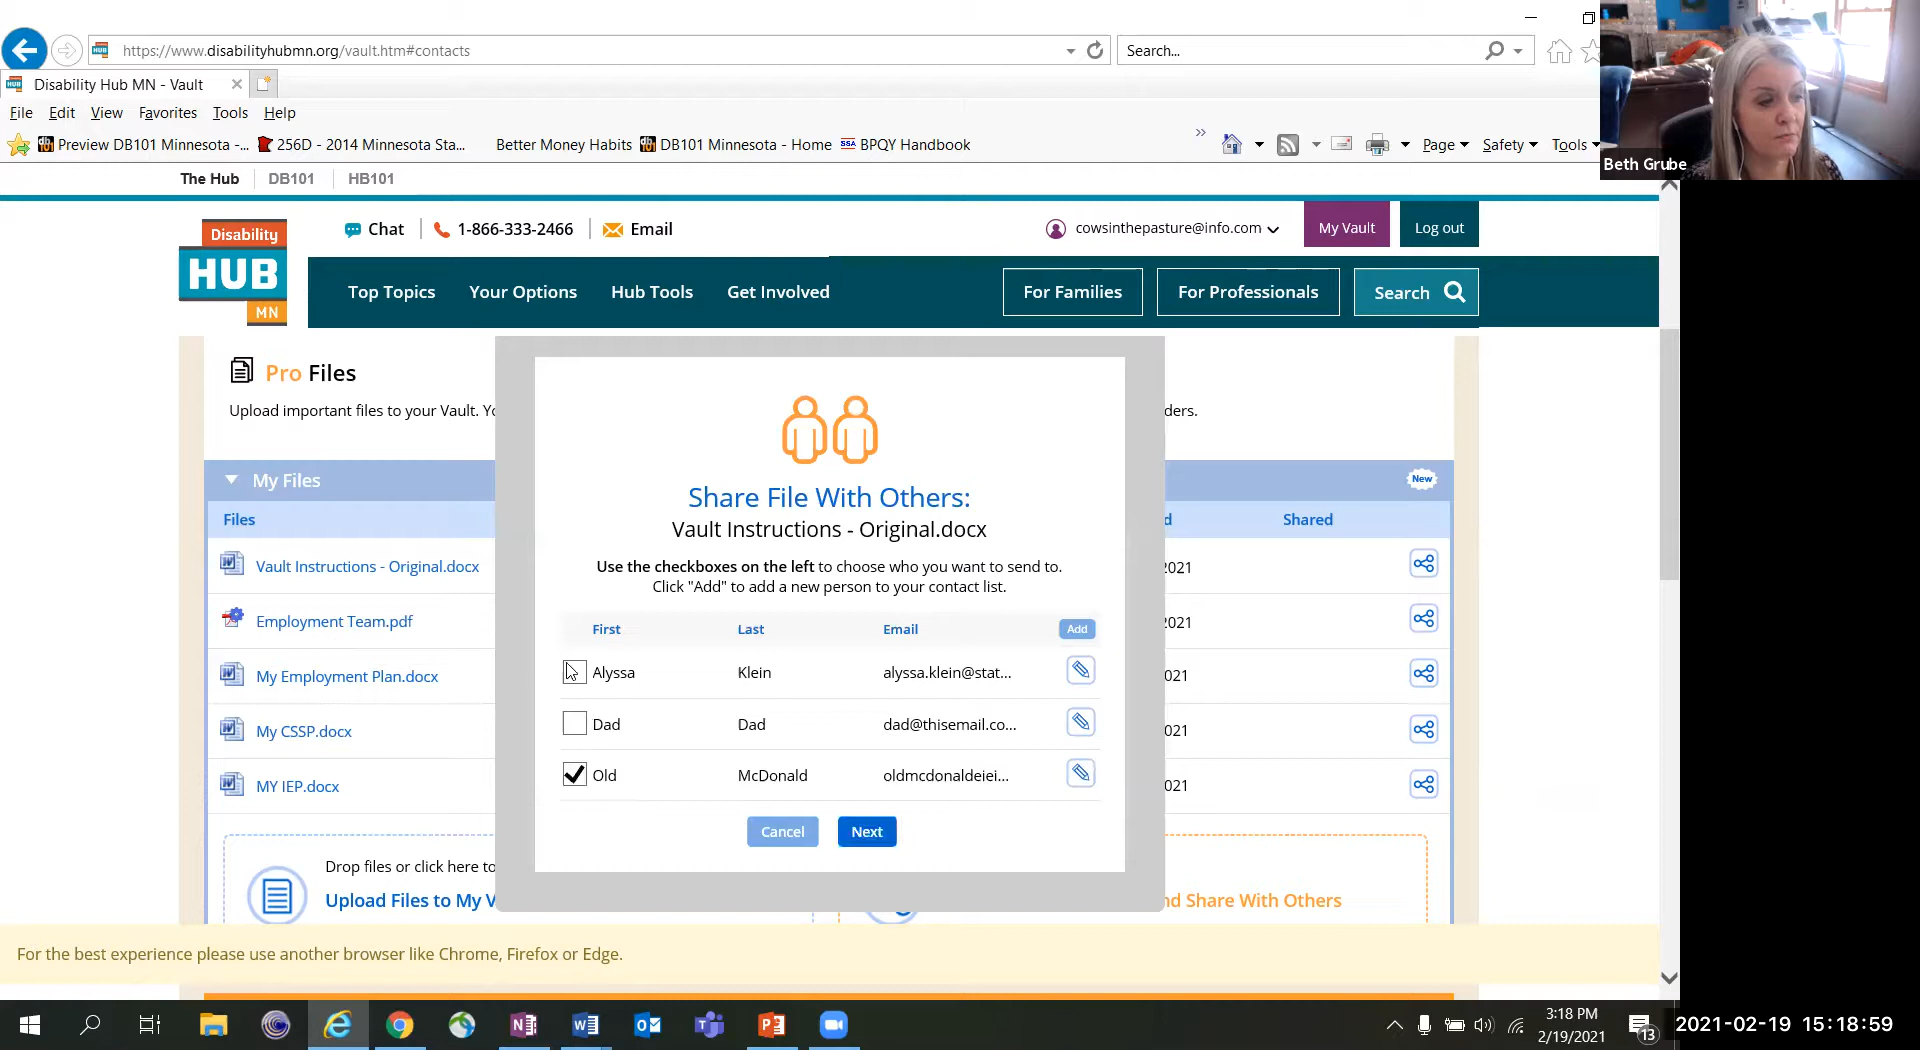 https://www.disabilityhubmn.org/vault.htm#contacts
Search...
Disability Hub MN - Vault
File Edit View Favorites Tools Help
Preview DB101 Minnesota -... 256D - 2014 Minnesota Sta... Better Money Habits DB101 Minnesota - Home SSA BPQY Handbook
Page Safety Tools
Beth Grube
The Hub DB101 HB101
Disability
HUB
MN
Chat 1-866-333-2466 Email cowsinthepasture@info.com My Vault Log out
Top Topics Your Options Hub Tools Get Involved For Families For Professionals Search
Pro Files
Upload important files to your Vault. Yo
ders.
My Files
New
Files
d Shared
Vault Instructions - Original.docx
2021
Employment Team.pdf
2021
My Employment Plan.docx
021
My CSSP.docx
021
MY IEP.docx
021
Share File With Others:
Vault Instructions - Original.docx
Use the checkboxes on the left to choose who you want to send to.
Click "Add" to add a new person to your contact list.
First Last Email Add
Alyssa Klein alyssa.klein@stat...
Dad Dad dad@thisemail.co...
Old McDonald oldmcdonaldeiei...
Cancel Next
Drop files or click here to
Upload Files to My V
nd Share With Others
For the best experience please use another browser like Chrome, Firefox or Edge.
3:18 PM
2/19/2021
13
2021-02-19 15:18:59